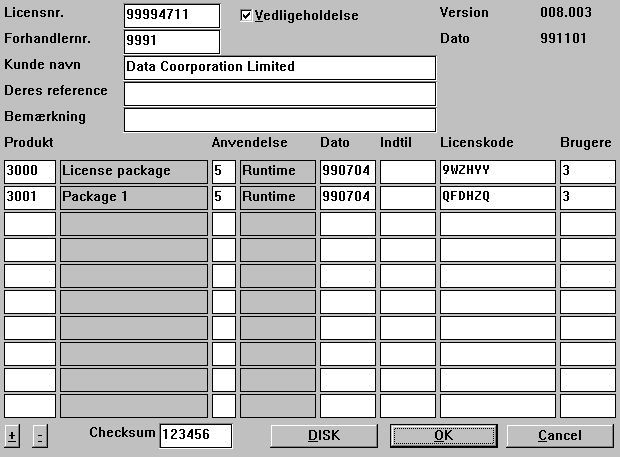 Licensnr. 99994711 Vedligeholdelse Version 008.003
Forhandlernr. 9991 Dato 991101
Kunde navn Data Coorporation Limited
Deres reference
Bemærkning
Produkt Anvendelse Dato Indtil Licenskode Brugere
3000 License package 5 Runtime 990704 9WZHYY 3
3001 Package 1 5 Runtime 990704 QFDHZQ 3
+ - Checksum 123456 DISK OK Cancel